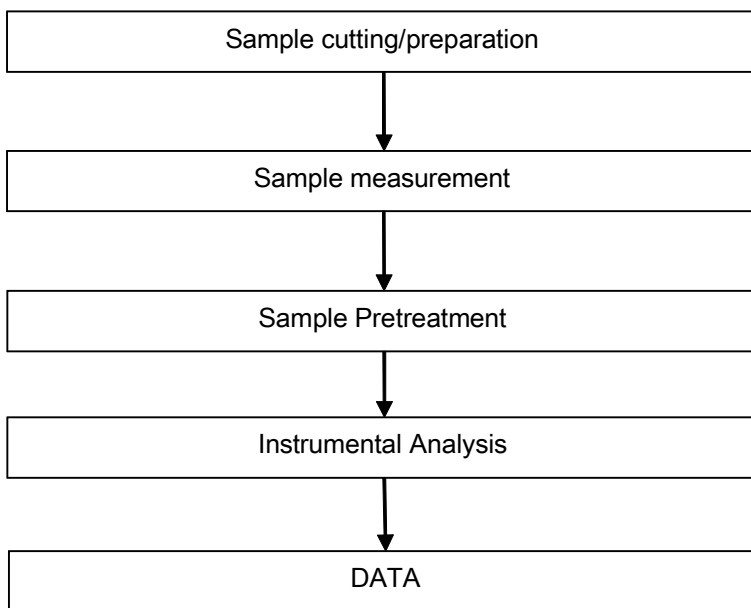 Sample cutting/preparation
Sample measurement
Sample Pretreatment
Instrumental Analysis
DATA